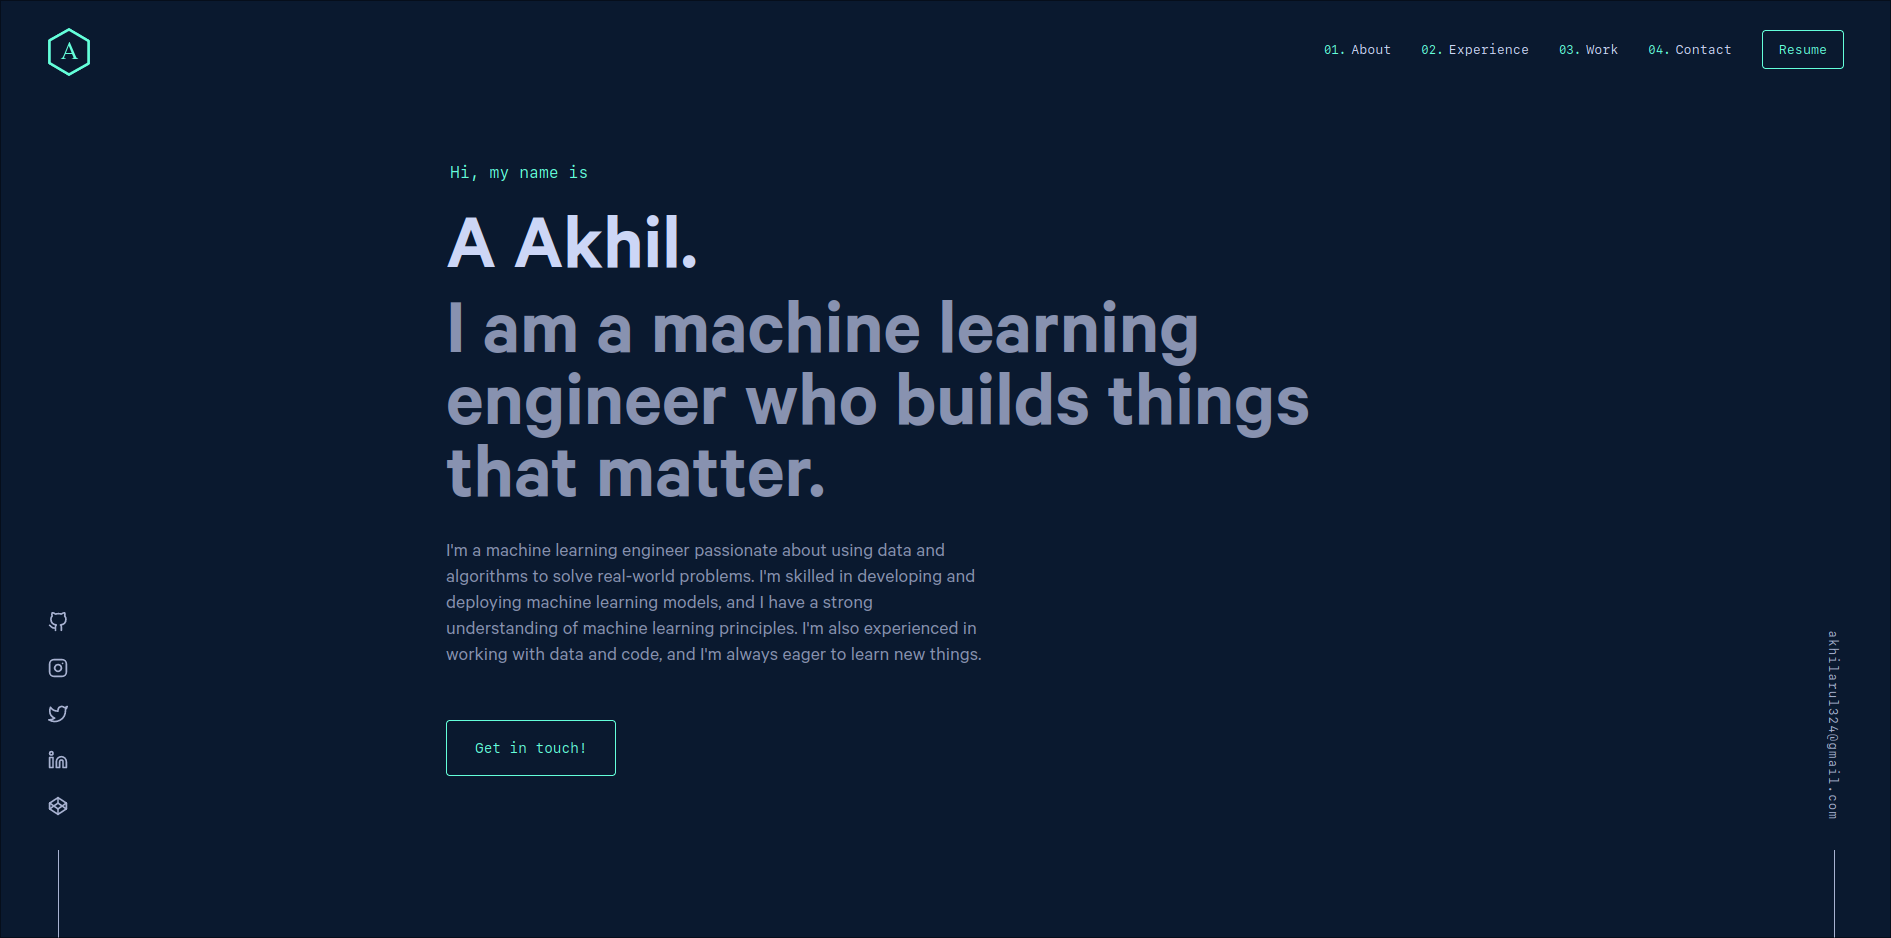 A
01. About
02. Experience
03. Work
04. Contact
Resume
Hi, my name is
A Akhil.
I am a machine learning
engineer who builds things
that matter.
I'm a machine learning engineer passionate about using data and
algorithms to solve real-world problems. I'm skilled in developing and
deploying machine learning models, and I have a strong
understanding of machine learning principles. I'm also experienced in
working with data and code, and I'm always eager to learn new things.
Get in touch!
akhilarul324@gmail.com